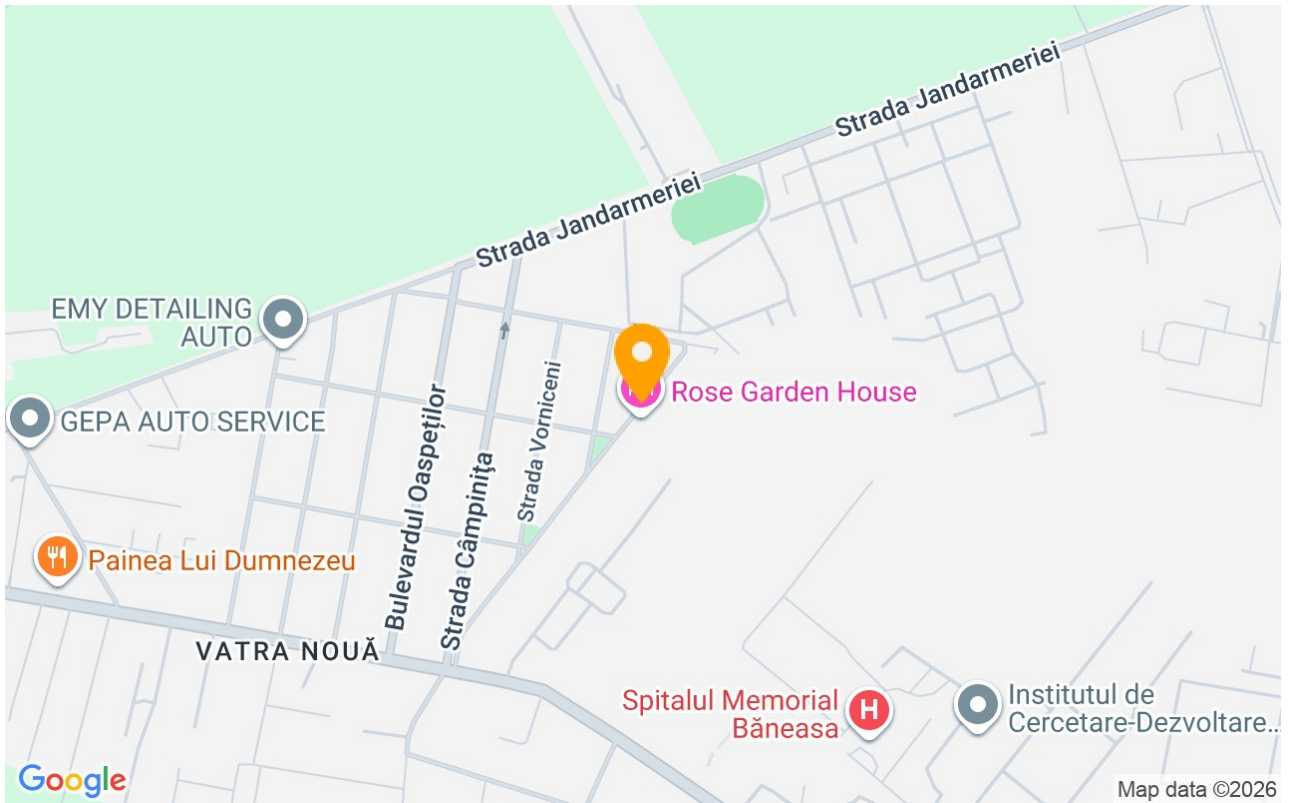 Strada Jandarmeriei
Strada Jandarmeriei
EMY DETAILING
AUTO
Rose Garden House
GEPA AUTO SERVICE
Bulevardul Oaspeților
Strada Câmpinița
Strada Vorniceni
Painea Lui Dumnezeu
VATRA NOUĂ
Spitalul Memorial
Băneasa
H
Institutul de
Cercetare-Dezvoltare...
Google
Map data ©2026